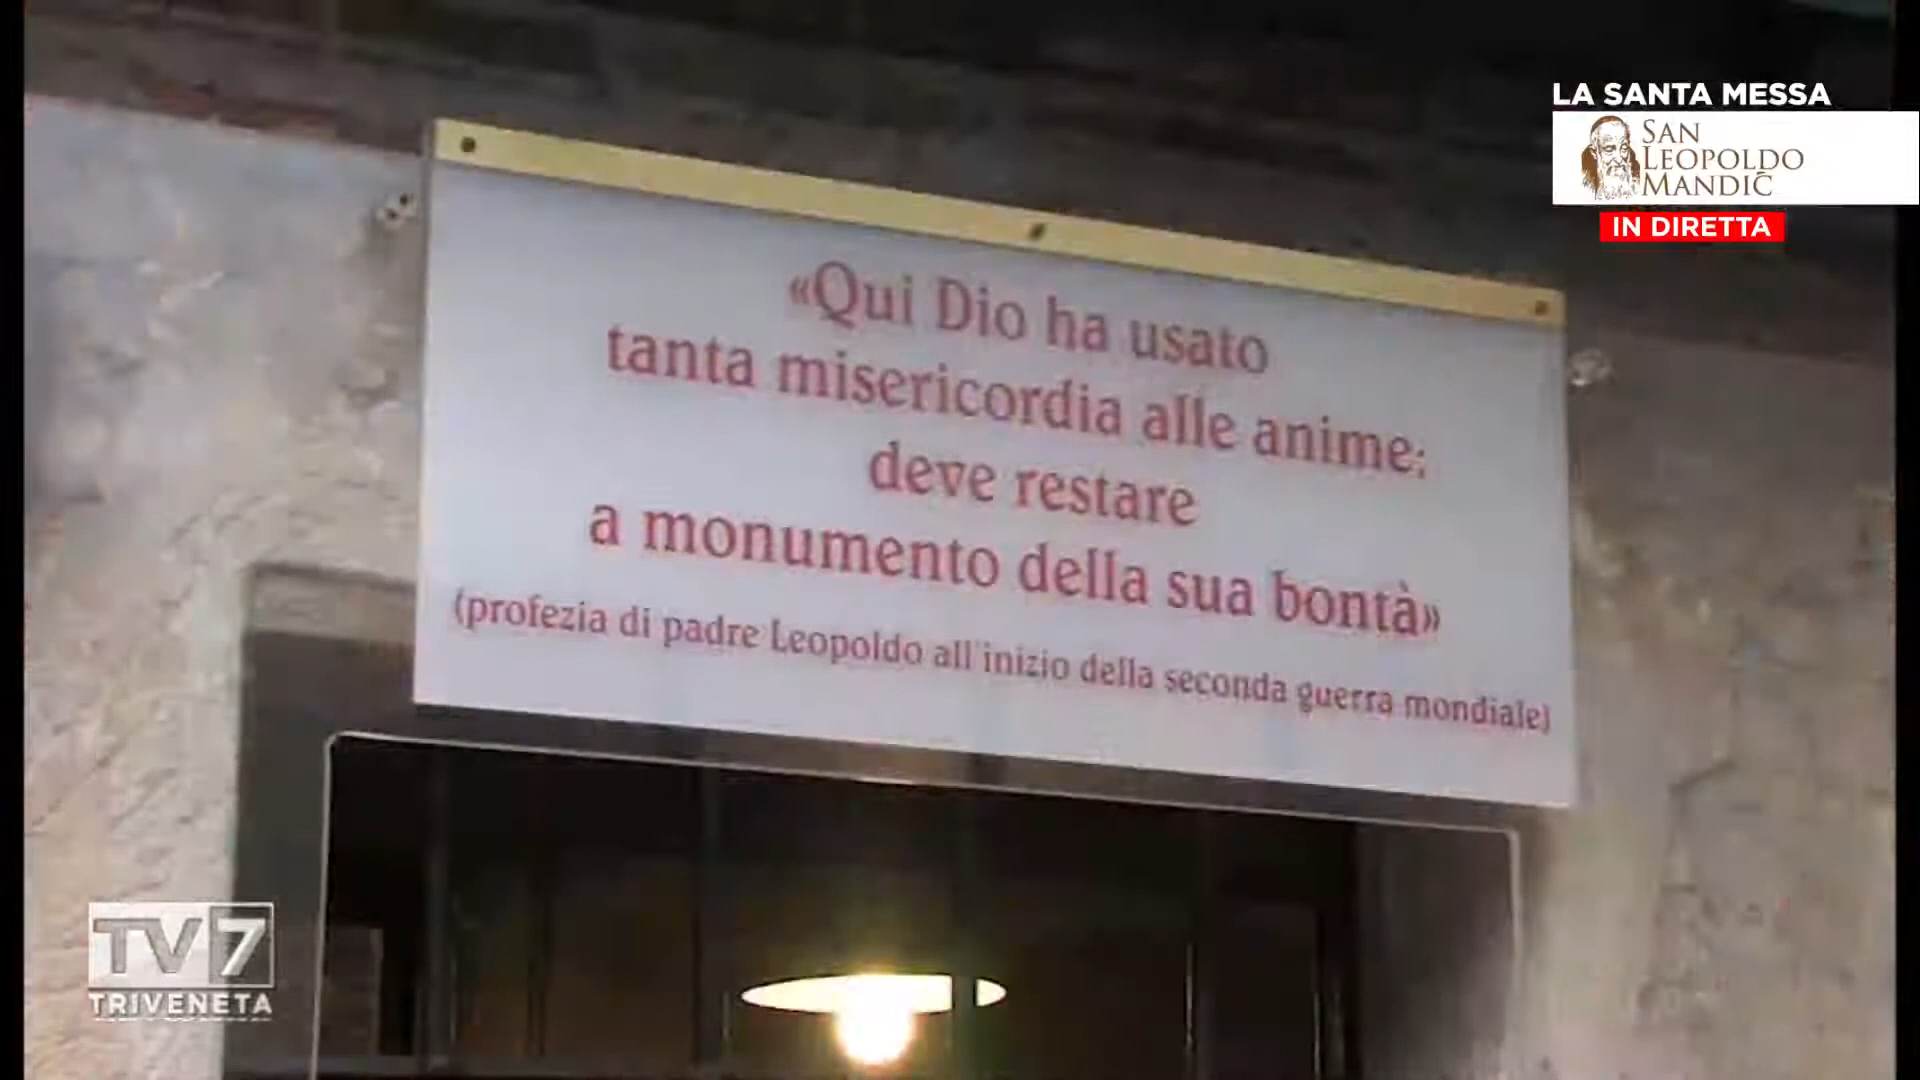 LA SANTA MESSA
SAN
LEOPOLDO
MANDIĆ
IN DIRETTA
«Qui Dio ha usato
tanta misericordia alle anime:
deve restare
a monumento della sua bontà»
(profezia di padre Leopoldo all'inizio della seconda guerra mondiale)
TV7
TRIVENETA